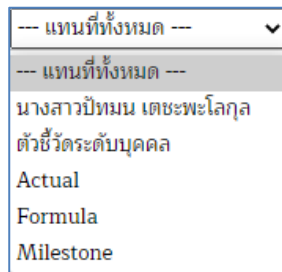 --- แทนที่ทั้งหมด ---
--- แทนที่ทั้งหมด ---
นางสาวปัทมน เตชะพะโลกุล
ตัวชี้วัดระดับบุคคล
Actual
Formula
Milestone